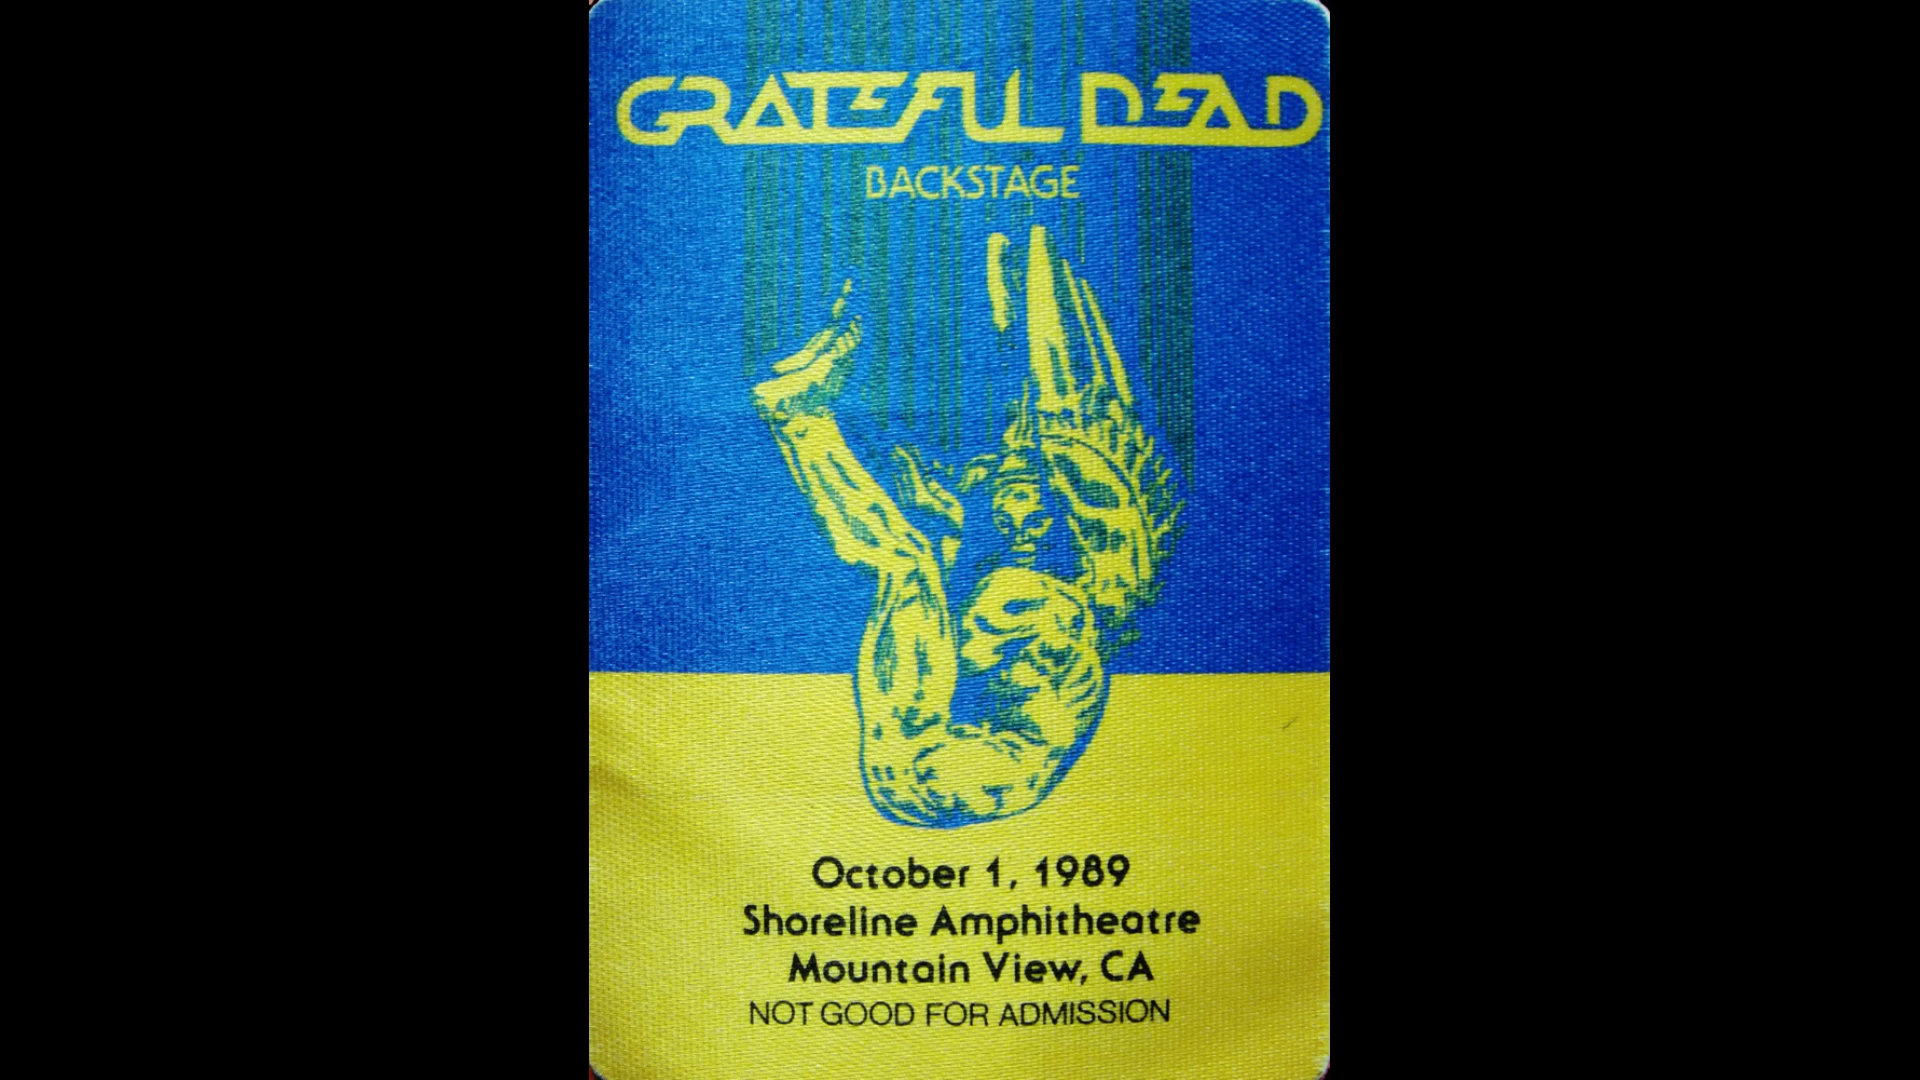 GRATEFUL DEAD
BACKSTAGE
October 1, 1989
Shoreline Amphitheatre
Mountain View, CA
NOT GOOD FOR ADMISSION